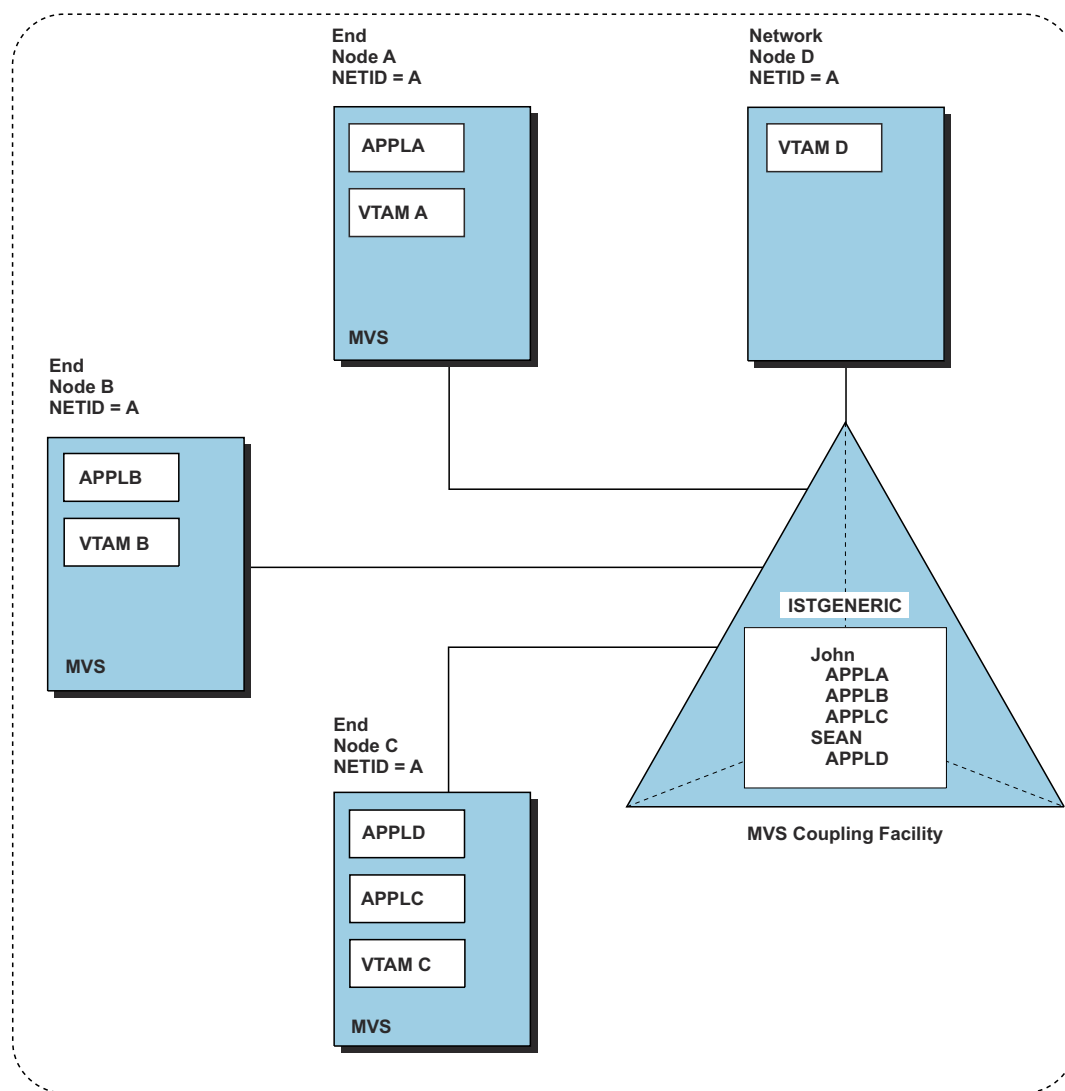 End
Node A
NETID = A
APPLA
VTAM A
MVS
Network
Node D
NETID = A
VTAM D
End
Node B
NETID = A
APPLB
VTAM B
MVS
ISTGENERIC
John
APPLA
APPLB
APPLC
SEAN
APPLD
MVS Coupling Facility
End
Node C
NETID = A
APPLD
APPLC
VTAM C
MVS